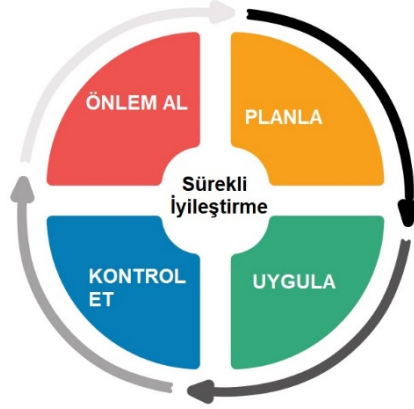 ÖNLEM AL
PLANLA
Sürekli
İyileştirme
KONTROL
ET
UYGULA